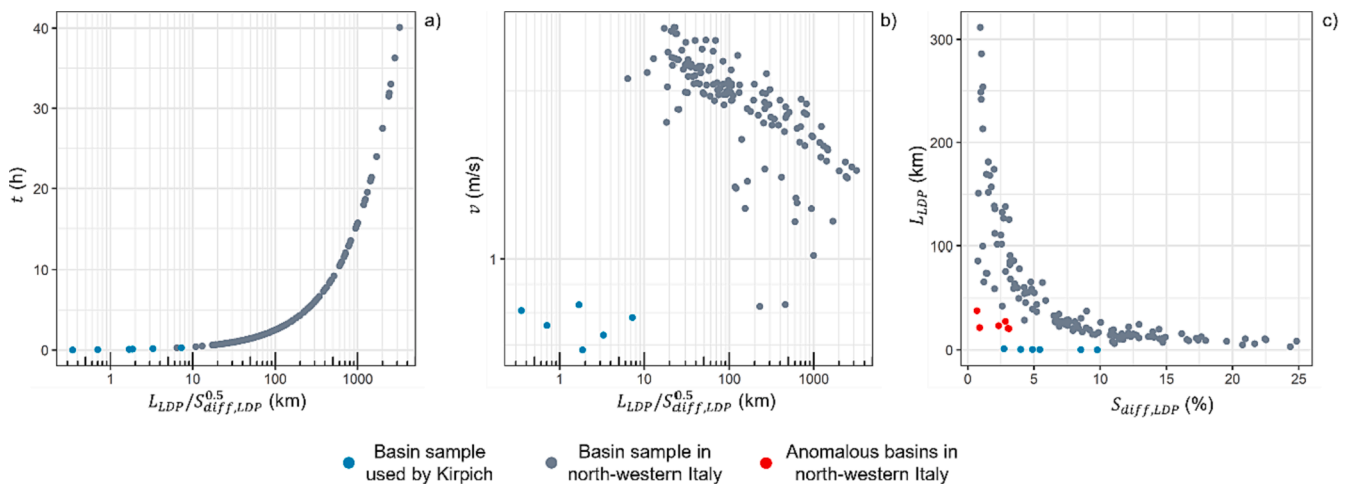 a)
t (h)
40
30
20
10
0
1
10
100
1000
L_LDP/S^0.5_diff,LDP (km)
b)
v (m/s)
1
1
10
100
1000
L_LDP/S^0.5_diff,LDP (km)
c)
L_LDP (km)
300
200
100
0
0
5
10
15
20
25
S_diff,LDP (%)
Basin sample
used by Kirpich
Basin sample in
north-western Italy
Anomalous basins in
north-western Italy